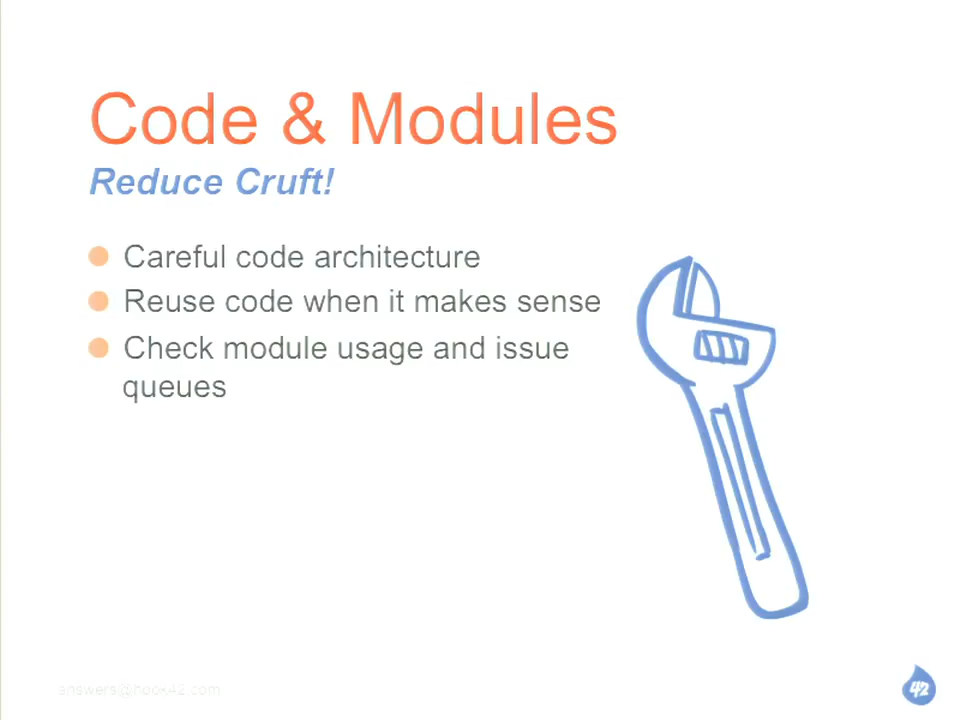 Code & Modules
Reduce Cruft!
Careful code architecture
Reuse code when it makes sense
Check module usage and issue
queues
answers@hook42.com
42